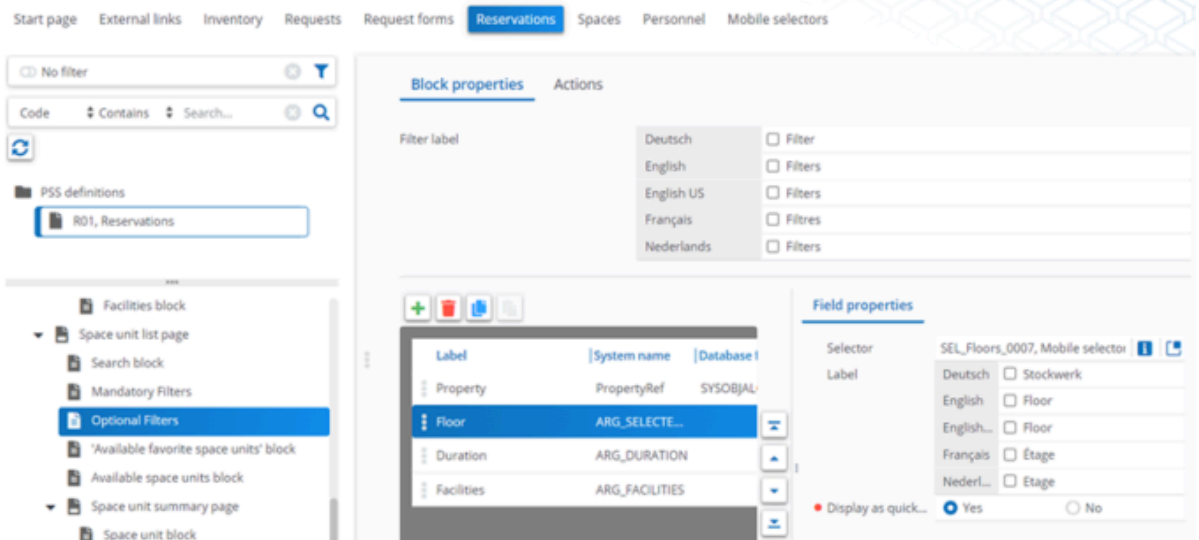 Start page External links Inventory Requests Request forms Reservations Spaces Personnel Mobile selectors
No filter
Code Contains Search...
PSS definitions
R01, Reservations
Facilities block
Space unit list page
Search block
Mandatory Filters
Optional Filters
'Available favorite space units' block
Available space units block
Space unit summary page
Space unit block
Block properties Actions
Filter label
Deutsch Filter
English Filters
English US Filters
Français Filtres
Nederlands Filters
Label System name Database f
Property PropertyRef SYSOBJAL
Floor ARG_SELECTE...
Duration ARG_DURATION
Facilities ARG_FACILITIES
Field properties
Selector SEL_Floors_0007, Mobile selector
Label Deutsch Stockwerk
English Floor
English... Floor
Français Étage
Nederl... Etage
Display as quick... Yes No